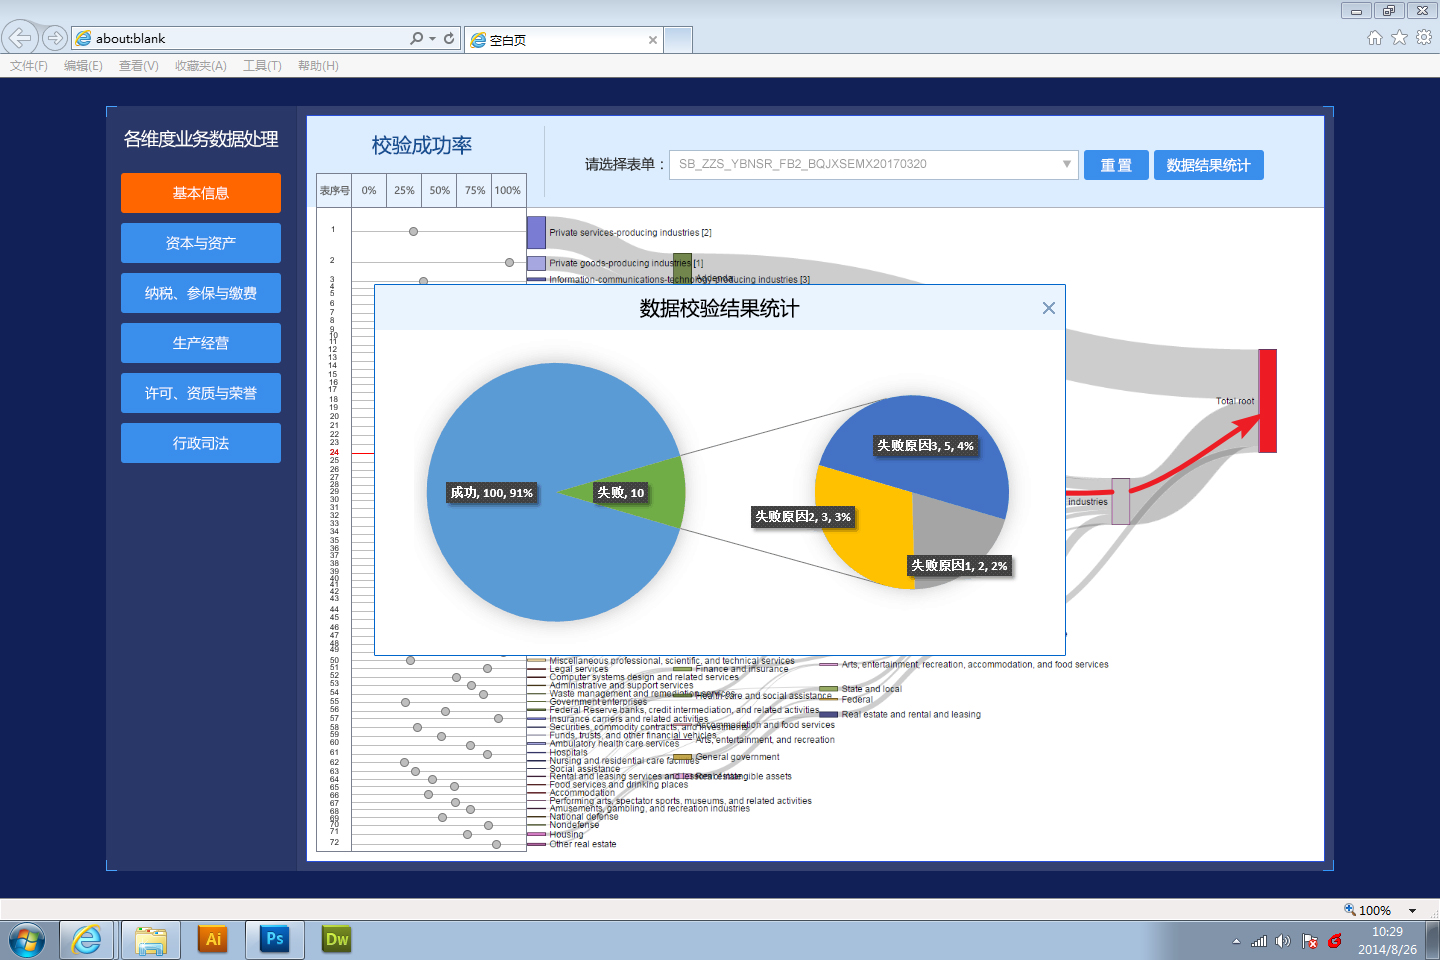 about:blank
空白页
文件(F)
编辑(E)
查看(V)
收藏夹(A)
工具(T)
帮助(H)
各维度业务数据处理
基本信息
资本与资产
纳税、参保与缴费
生产经营
许可、资质与荣誉
行政司法
校验成功率
请选择表单：
SB_ZZS_YBNSR_FB2_BQJXSEMX20170320
重 置
数据结果统计
表序号 0% 25% 50% 75% 100%
1
2
3
4
5
6
7
8
9
10
11
12
13
14
15
16
17
18
19
20
21
22
23
24
25
26
27
28
29
30
31
32
33
34
35
36
37
38
39
40
41
42
43
44
45
46
47
48
49
50
51
52
53
54
55
56
57
58
59
60
61
62
63
64
65
66
67
68
69
70
71
72
Private services-producing industries [2]
Private goods-producing industries [1]
Addenda:
Information-communications-technology-producing industries [3]
Total root
industries
数据校验结果统计
成功, 100, 91%
失败, 10
失败原因3, 5, 4%
失败原因2, 3, 3%
失败原因1, 2, 2%
Miscellaneous professional, scientific, and technical services
Legal services
Computer systems design and related services
Administrative and support services
Waste management and remediation services
Government enterprises
Federal Reserve banks, credit intermediation, and related activities
Insurance carriers and related activities
Securities, commodity contracts, and investments
Funds, trusts, and other financial vehicles
Ambulatory health care services
Hospitals
Nursing and residential care facilities
Social assistance
Rental and leasing services and lessors of intangible assets
Food services and drinking places
Accommodation
Performing arts, spectator sports, museums, and related activities
Amusements, gambling, and recreation industries
National defense
Nondefense
Housing
Other real estate
Finance and insurance
Health care and social assistance
Accommodation and food services
Arts, entertainment, and recreation
General government
Real estate
Arts, entertainment, recreation, accommodation, and food services
State and local
Federal
Real estate and rental and leasing
100%
Ai
Ps
Dw
10:29
2014/8/26